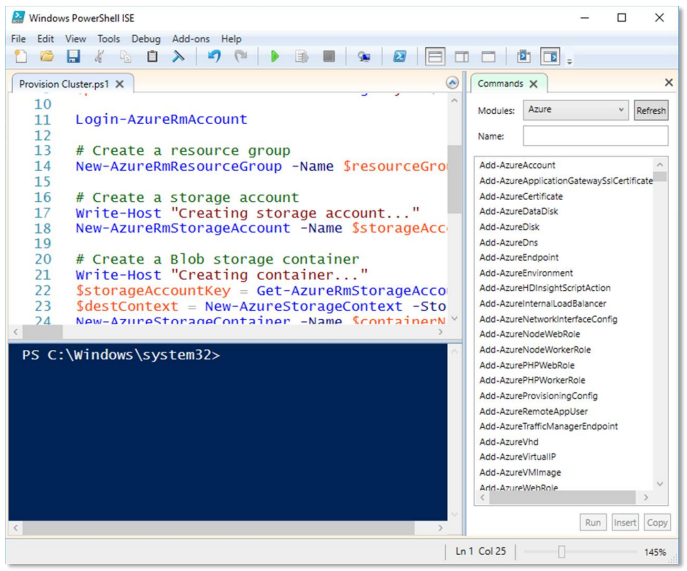 Windows PowerShell ISE
File Edit View Tools Debug Add-ons Help
Provision Cluster.ps1
10
11 Login-AzureRmAccount
12
13 # Create a resource group
14 New-AzureRmResourceGroup -Name $resourceGrou
15
16 # Create a storage account
17 Write-Host "Creating storage account..."
18 New-AzureRmStorageAccount -Name $storageAcc
19
20 # Create a Blob storage container
21 Write-Host "Creating container..."
22 $storageAccountKey = Get-AzureRmStorageAccou
23 $destContext = New-AzureStorageContext -Sto
24 New-AzureStorageContainer -Name $containerN
PS C:\Windows\system32>
Commands
Modules: Azure Refresh
Name:
Add-AzureAccount
Add-AzureApplicationGatewaySslCertificate
Add-AzureCertificate
Add-AzureDataDisk
Add-AzureDisk
Add-AzureDns
Add-AzureEndpoint
Add-AzureEnvironment
Add-AzureHDInsightScriptAction
Add-AzureInternalLoadBalancer
Add-AzureNetworkInterfaceConfig
Add-AzureNodeWebRole
Add-AzureNodeWorkerRole
Add-AzurePHPWebRole
Add-AzurePHPWorkerRole
Add-AzureProvisioningConfig
Add-AzureRemoteAppUser
Add-AzureTrafficManagerEndpoint
Add-AzureVhd
Add-AzureVirtualIP
Add-AzureVMImage
Add-AzureWebRole
Run Insert Copy
Ln 1 Col 25 145%